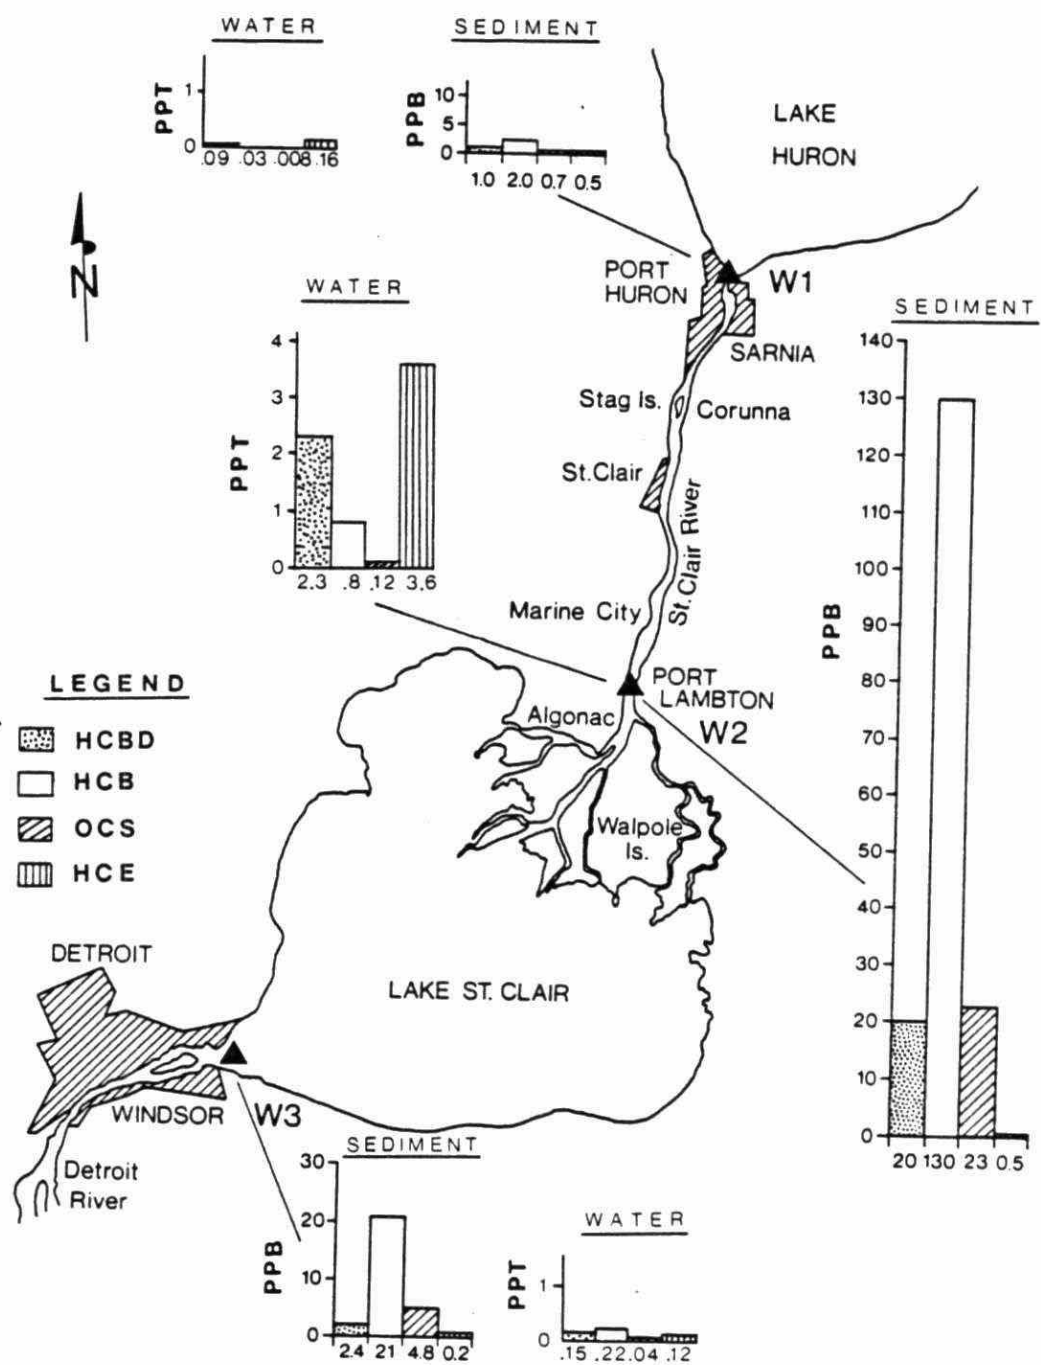 WATER
PPT
1
0
.09 .03 .008 .16
SEDIMENT
PPB
10
5
0
1.0 2.0 0.7 0.5
LAKE
HURON
N
PORT
HURON
W1
SARNIA
WATER
PPT
4
3
2
1
0
2.3 .8 .12 3.6
Stag Is.
Corunna
St.Clair
St.Clair River
Marine City
SEDIMENT
PPB
140
130
120
110
100
90
80
70
60
50
40
30
20
10
0
20 130 23 0.5
PORT
LAMBTON
W2
Algonac
Walpole
Is.
LEGEND
HCBD
HCB
OCS
HCE
DETROIT
LAKE ST. CLAIR
WINDSOR
W3
Detroit
River
SEDIMENT
PPB
30
20
10
0
2.4 21 4.8 0.2
WATER
PPT
1
0
.15 .22 .04 .12